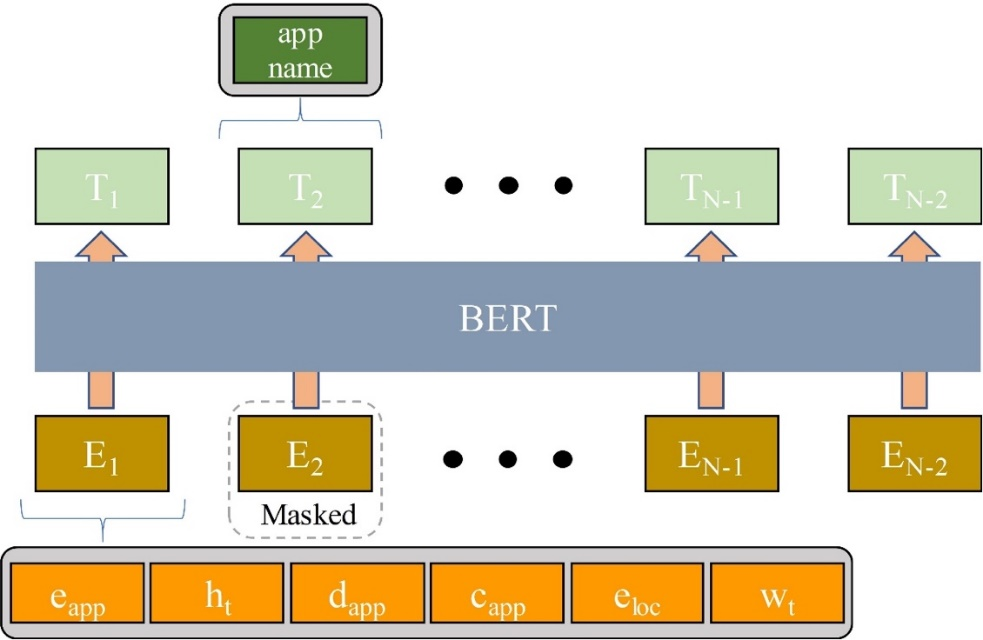 app
name
T1 T2 TN-1 TN-2
BERT
E1 E2 EN-1 EN-2
Masked
eapp ht dapp capp eloc wt